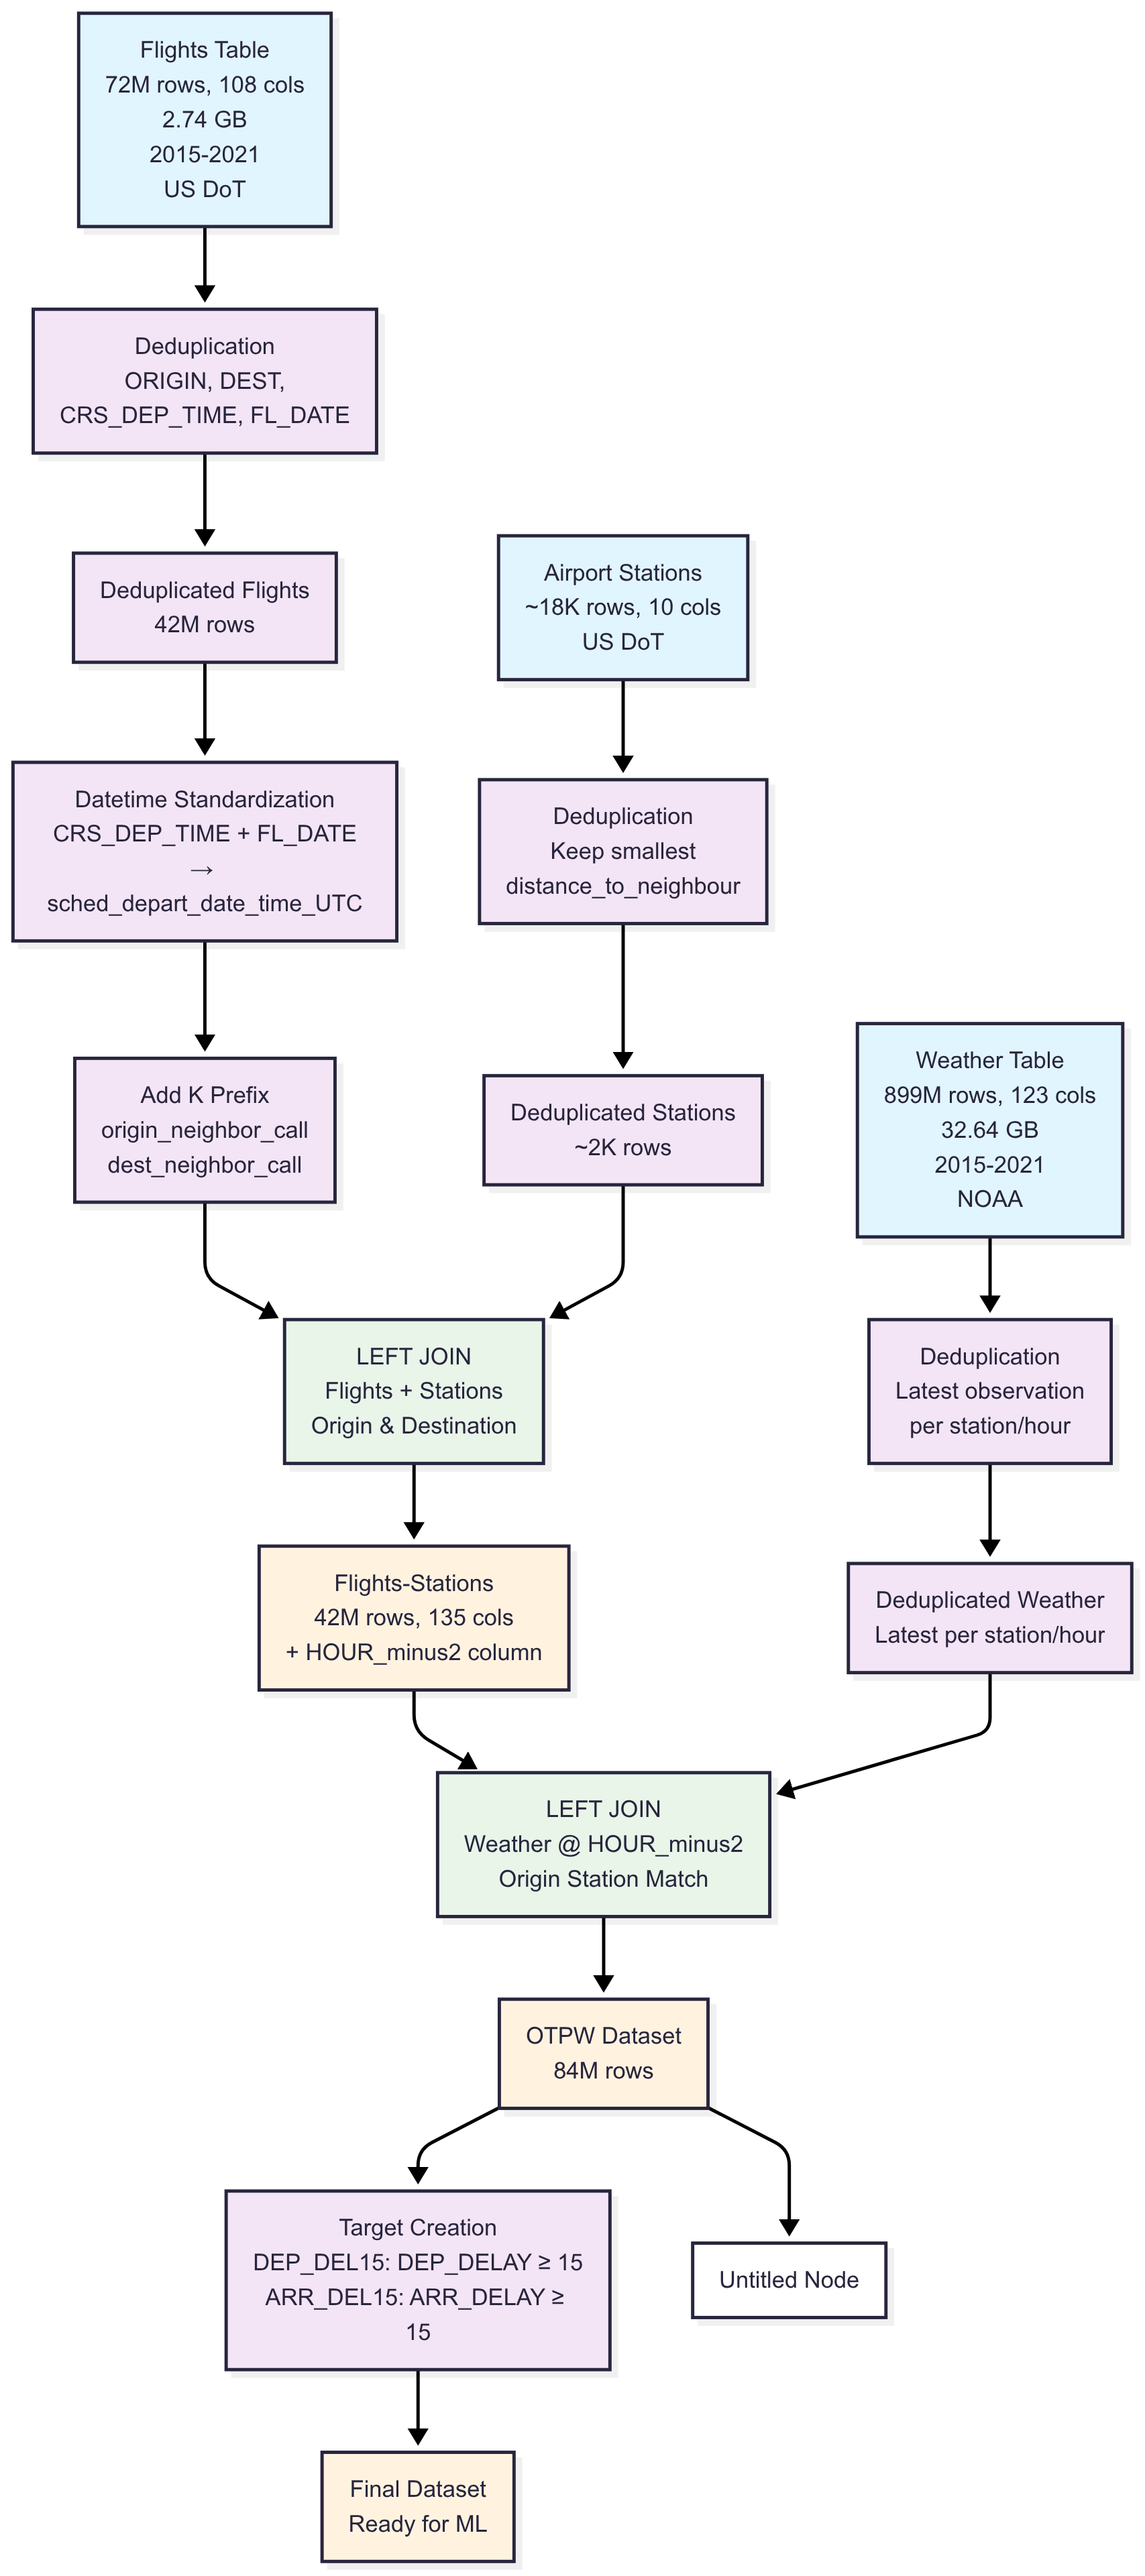 Flights Table
72M rows, 108 cols
2.74 GB
2015-2021
US DoT
Deduplication
ORIGIN, DEST,
CRS_DEP_TIME, FL_DATE
Deduplicated Flights
42M rows
Datetime Standardization
CRS_DEP_TIME + FL_DATE
→
sched_depart_date_time_UTC
Add K Prefix
origin_neighbor_call
dest_neighbor_call
Airport Stations
~18K rows, 10 cols
US DoT
Deduplication
Keep smallest
distance_to_neighbour
Deduplicated Stations
~2K rows
Weather Table
899M rows, 123 cols
32.64 GB
2015-2021
NOAA
Deduplication
Latest observation
per station/hour
Deduplicated Weather
Latest per station/hour
LEFT JOIN
Flights + Stations
Origin & Destination
Flights-Stations
42M rows, 135 cols
+ HOUR_minus2 column
LEFT JOIN
Weather @ HOUR_minus2
Origin Station Match
OTPW Dataset
84M rows
Target Creation
DEP_DEL15: DEP_DELAY ≥ 15
ARR_DEL15: ARR_DELAY ≥
15
Untitled Node
Final Dataset
Ready for ML